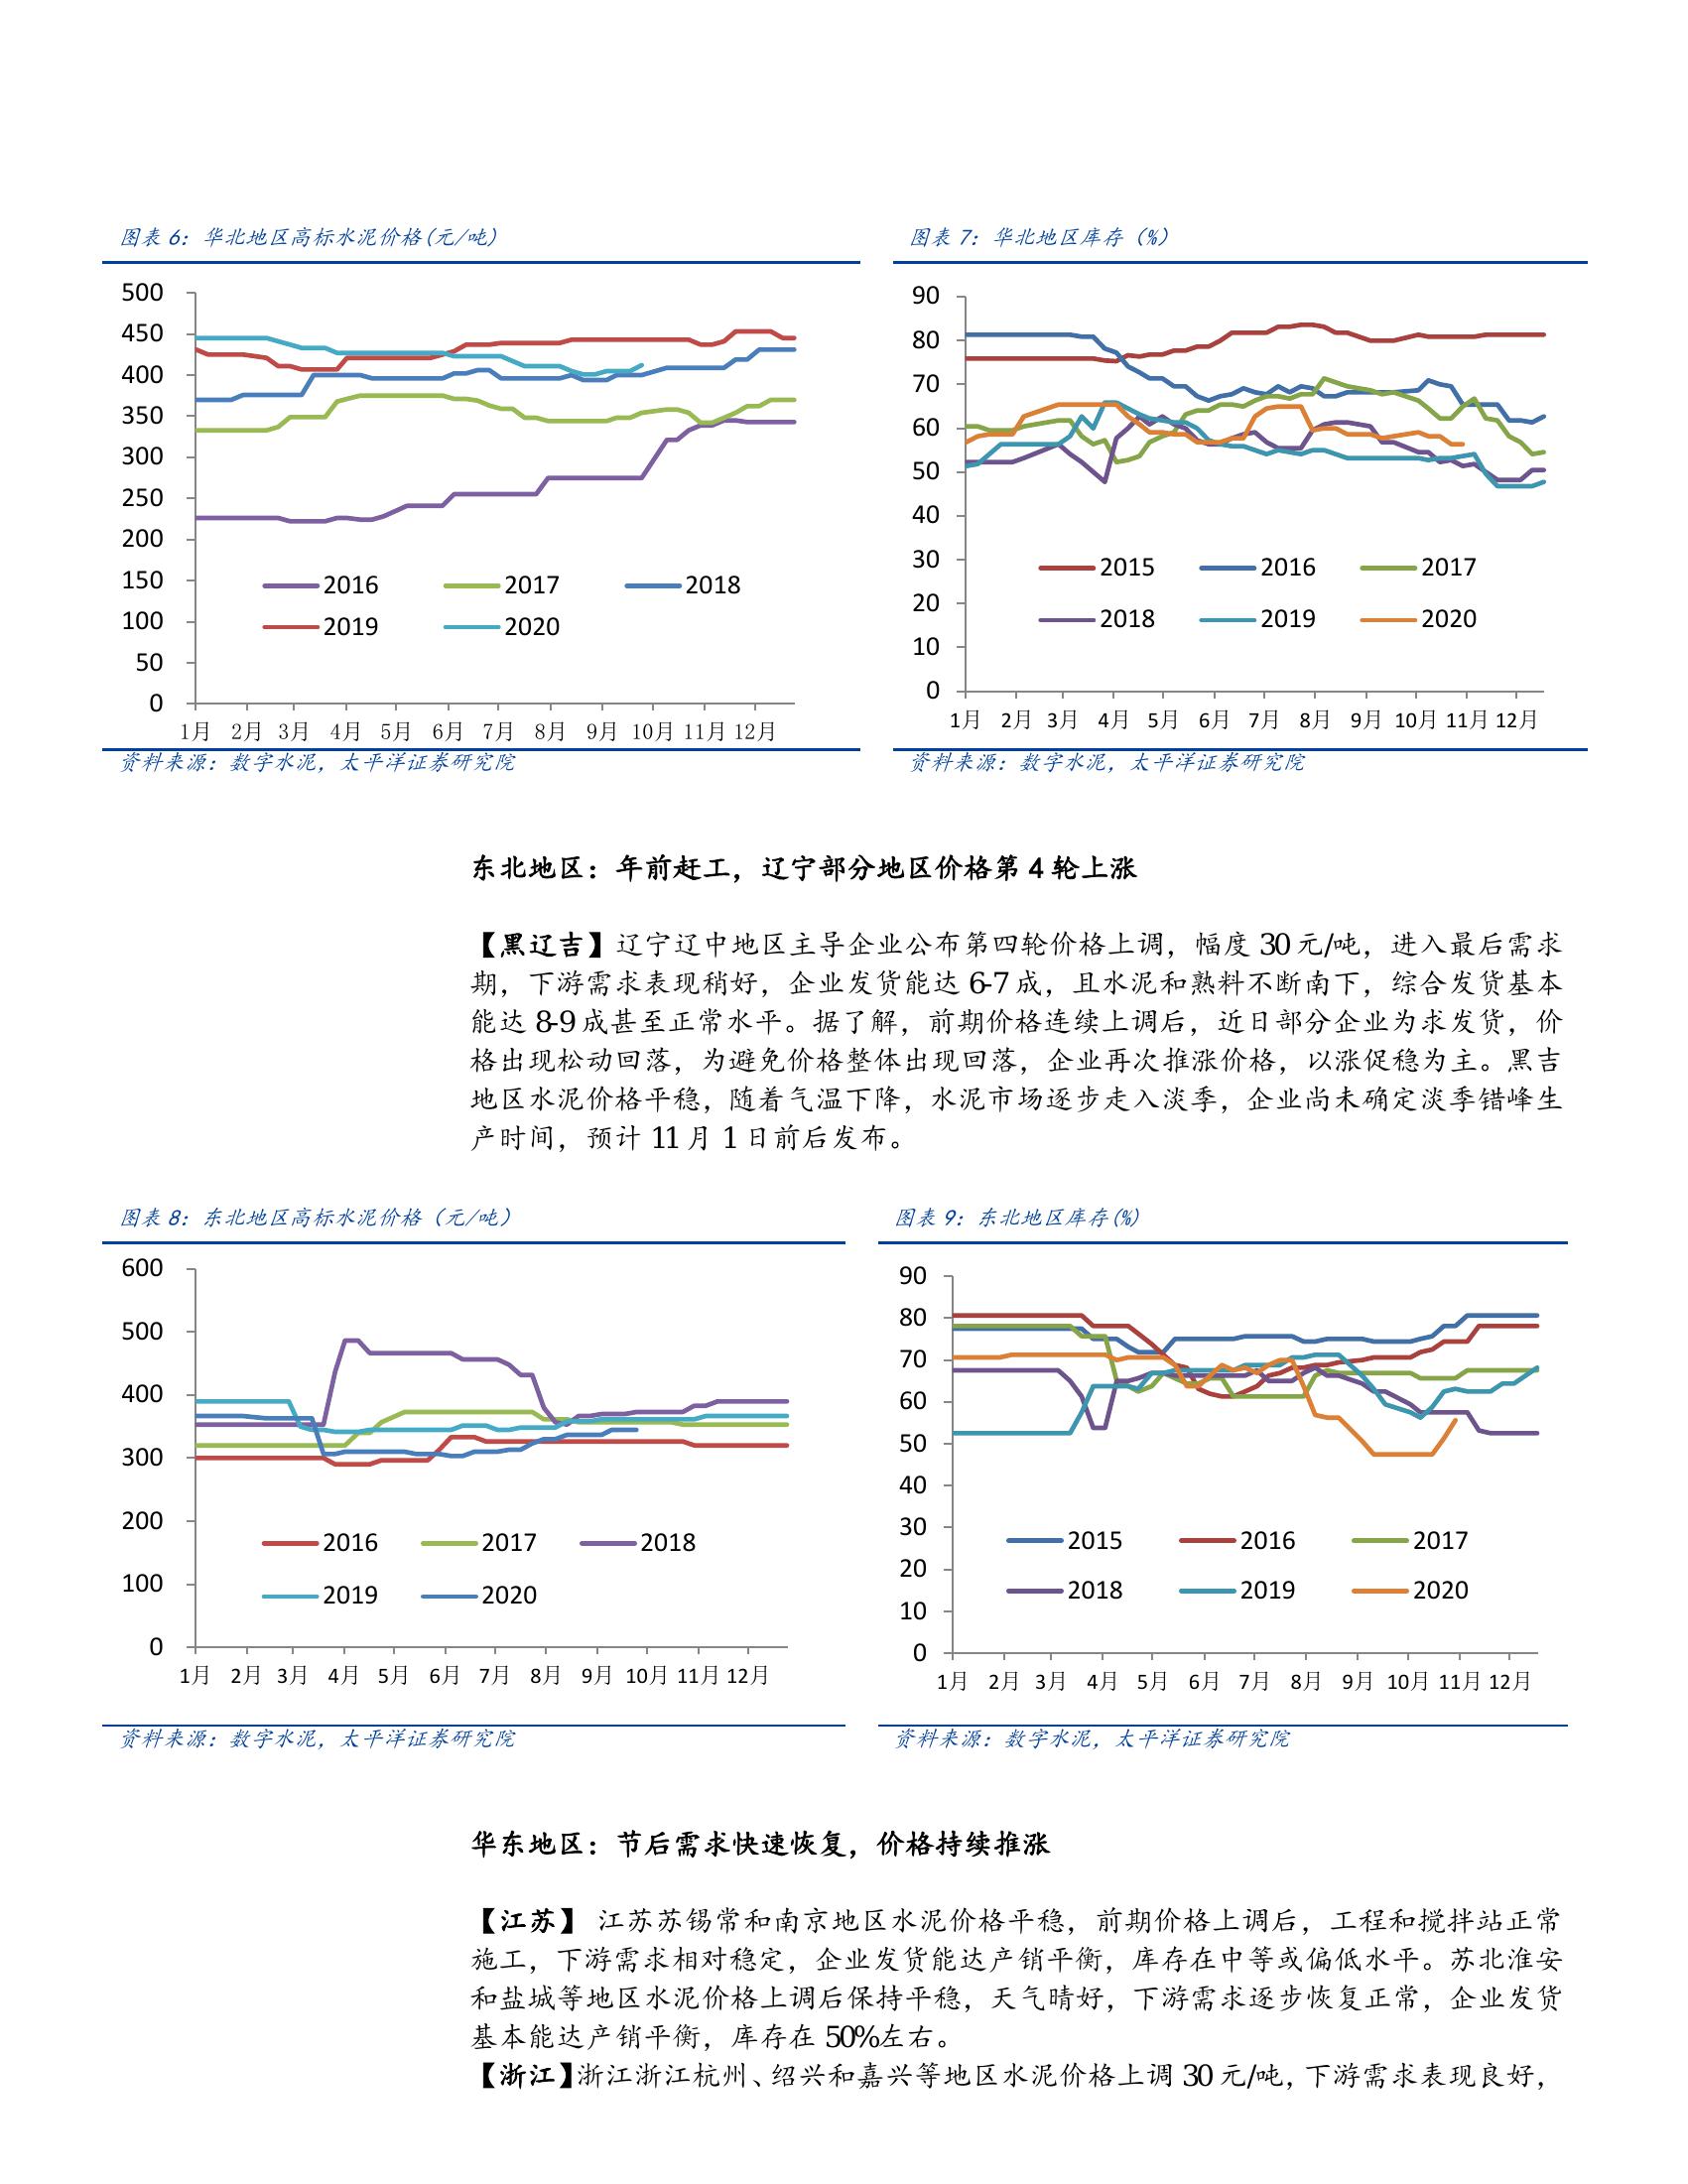 图表 6：华北地区高标水泥价格(元/吨)
500
450
400
350
300
250
200
150
100
50
0
2016 2017 2018
2019 2020
1月 2月 3月 4月 5月 6月 7月 8月 9月 10月 11月 12月
资料来源：数字水泥，太平洋证券研究院
图表 7：华北地区库存（%）
90
80
70
60
50
40
30
20
10
0
2015 2016 2017
2018 2019 2020
1月 2月 3月 4月 5月 6月 7月 8月 9月 10月 11月 12月
资料来源：数字水泥，太平洋证券研究院
东北地区：年前赶工，辽宁部分地区价格第 4 轮上涨
【黑辽吉】辽宁辽中地区主导企业公布第四轮价格上调，幅度 30 元/吨，进入最后需求
期，下游需求表现稍好，企业发货能达 6-7 成，且水泥和熟料不断南下，综合发货基本
能达 8-9 成甚至正常水平。据了解，前期价格连续上调后，近日部分企业为求发货，价
格出现松动回落，为避免价格整体出现回落，企业再次推涨价格，以涨促稳为主。黑吉
地区水泥价格平稳，随着气温下降，水泥市场逐步走入淡季，企业尚未确定淡季错峰生
产时间，预计 11 月 1 日前后发布。
图表 8：东北地区高标水泥价格（元/吨）
600
500
400
300
200
100
0
2016 2017 2018
2019 2020
1月 2月 3月 4月 5月 6月 7月 8月 9月 10月 11月 12月
资料来源：数字水泥，太平洋证券研究院
图表 9：东北地区库存(%)
90
80
70
60
50
40
30
20
10
0
2015 2016 2017
2018 2019 2020
1月 2月 3月 4月 5月 6月 7月 8月 9月 10月 11月 12月
资料来源：数字水泥，太平洋证券研究院
华东地区：节后需求快速恢复，价格持续推涨
【江苏】 江苏苏锡常和南京地区水泥价格平稳，前期价格上调后，工程和搅拌站正常
施工，下游需求相对稳定，企业发货能达产销平衡，库存在中等或偏低水平。苏北淮安
和盐城等地区水泥价格上调后保持平稳，天气晴好，下游需求逐步恢复正常，企业发货
基本能达产销平衡，库存在 50%左右。
【浙江】浙江浙江杭州、绍兴和嘉兴等地区水泥价格上调 30 元/吨，下游需求表现良好，